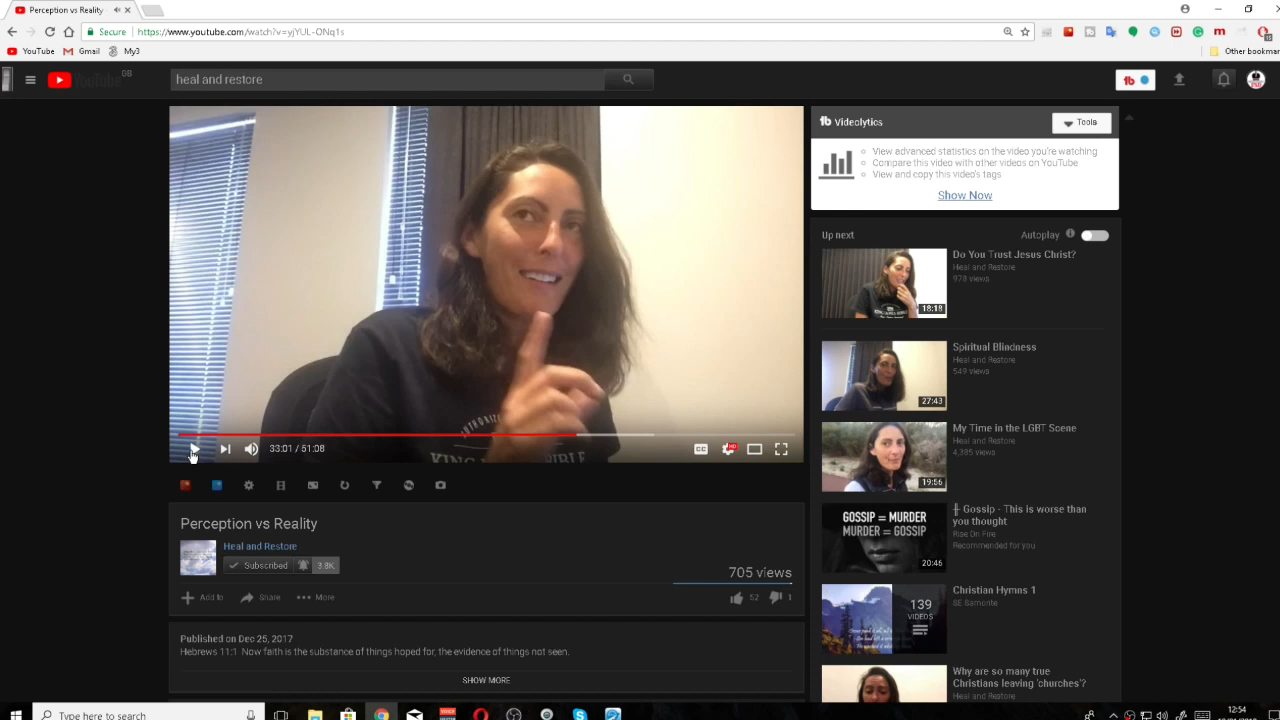 Perception vs Reality
Secure
https://www.youtube.com/watch?v=yjYUL-ONq1s
YouTube
Gmail
My3
Other bookmar
YouTube GB
heal and restore
Videolytics
Tools
View advanced statistics on the video you're watching
Compare this video with other videos on YouTube
View and copy this video's tags
Show Now
33:01 / 51:08
CC
HD
Perception vs Reality
Heal and Restore
Subscribed
3.8K
705 views
Add to
Share
More
52
1
Published on Dec 25, 2017
Hebrews 11:1 Now faith is the substance of things hoped for, the evidence of things not seen.
SHOW MORE
Up next
Autoplay
Do You Trust Jesus Christ?
Heal and Restore
978 views
18:18
Spiritual Blindness
Heal and Restore
549 views
27:43
My Time in the LGBT Scene
Heal and Restore
4,385 views
19:56
GOSSIP = MURDER
MURDER = GOSSIP
20:46
╬ Gossip - This is worse than
you thought
Rise On Fire
Recommended for you
139
VIDEOS
Christian Hymns 1
SE Samonte
Why are so many true
Christians leaving 'churches'?
Heal and Restore
Type here to search
12:54